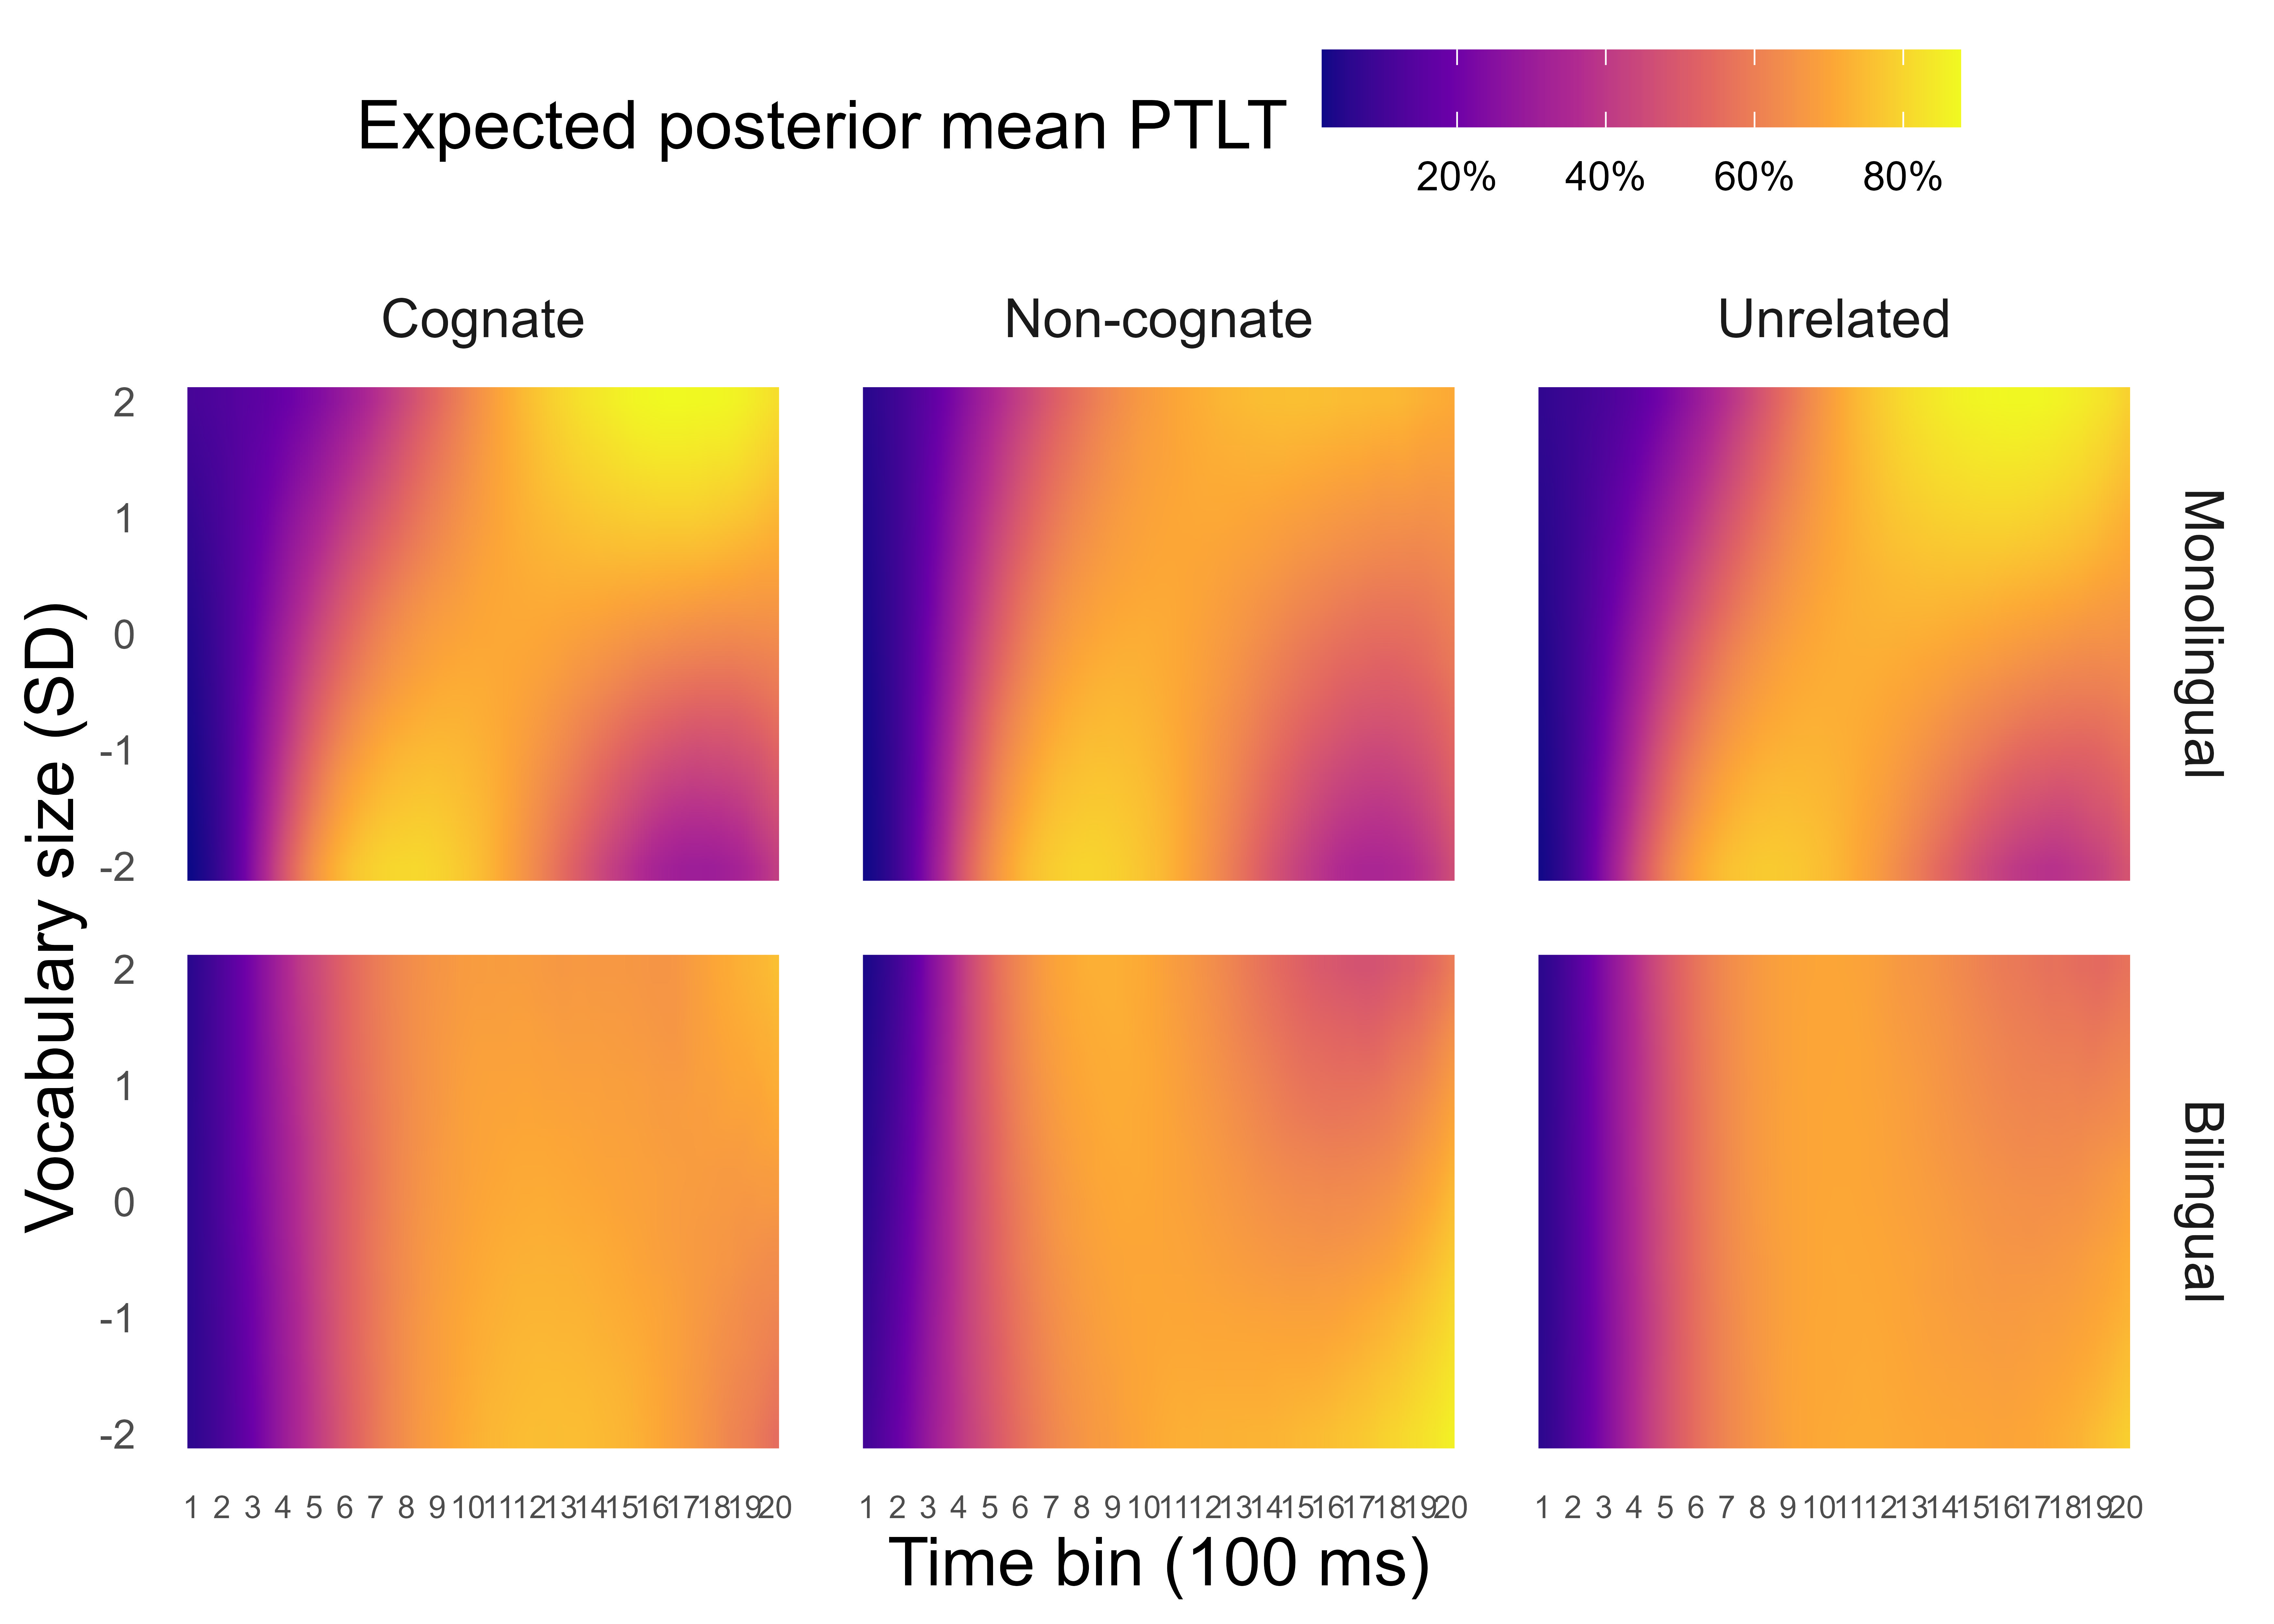 Expected posterior mean PTLT
20% 40% 60% 80%
Cognate Non-cognate Unrelated
2
1
0
-1
-2
Monolingual
2
1
0
-1
-2
Bilingual
Vocabulary size (SD)
1 2 3 4 5 6 7 8 9 10 11 12 13 14 15 16 17 18 19 20
1 2 3 4 5 6 7 8 9 10 11 12 13 14 15 16 17 18 19 20
1 2 3 4 5 6 7 8 9 10 11 12 13 14 15 16 17 18 19 20
Time bin (100 ms)